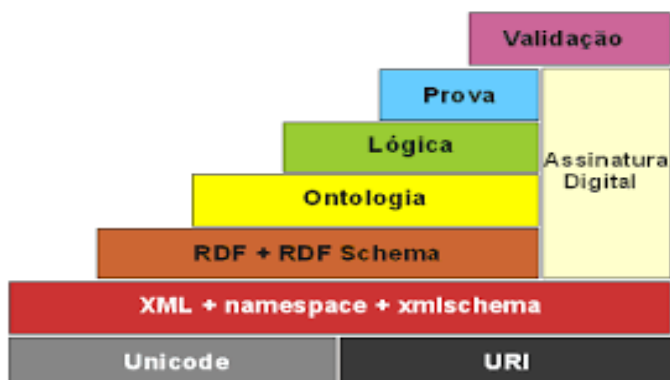 Validação
Prova
Lógica
Assinatura
Digital
Ontologia
RDF + RDF Schema
XML + namespace + xmlschema
Unicode
URI